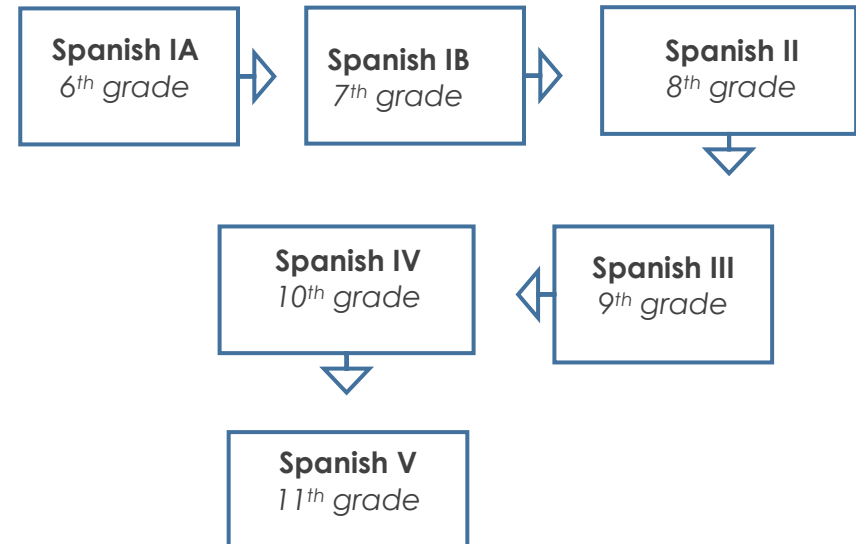 Spanish IA
6th grade
Spanish IB
7th grade
Spanish II
8th grade
Spanish III
9th grade
Spanish IV
10th grade
Spanish V
11th grade